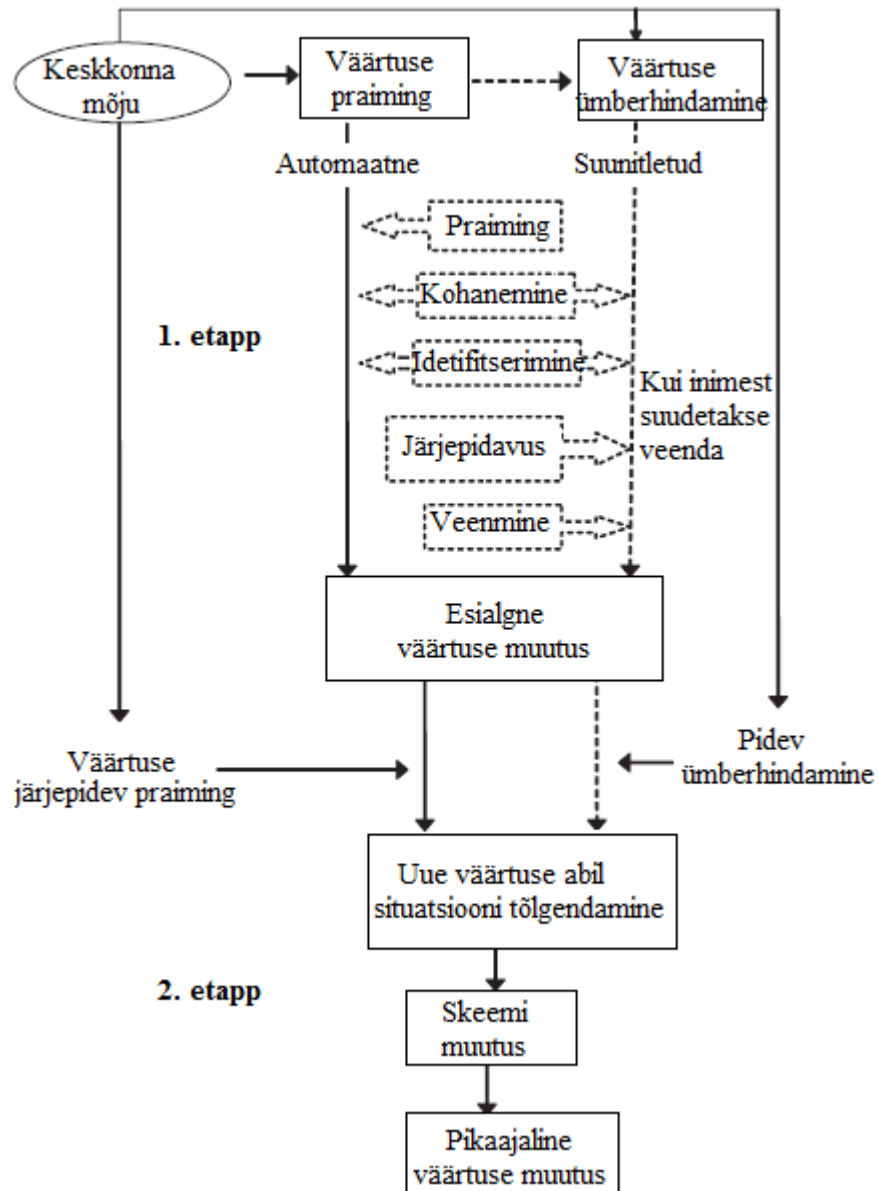 Keskkonna
mõju
Väärtuse
praiming
Väärtuse
ümberhindamine
Automaatne
Suunitletud
Praiming
Kohanemine
1. etapp
Idetifitserimine
Kui inimest
suudetakse
veenda
Järjepidavus
Veenmine
Esialgne
väärtuse muutus
Väärtuse
järjepidev praiming
Pidev
ümberhindamine
Uue väärtuse abil
situatsiooni tõlgendamine
2. etapp
Skeemi
muutus
Pikaajaline
väärtuse muutus